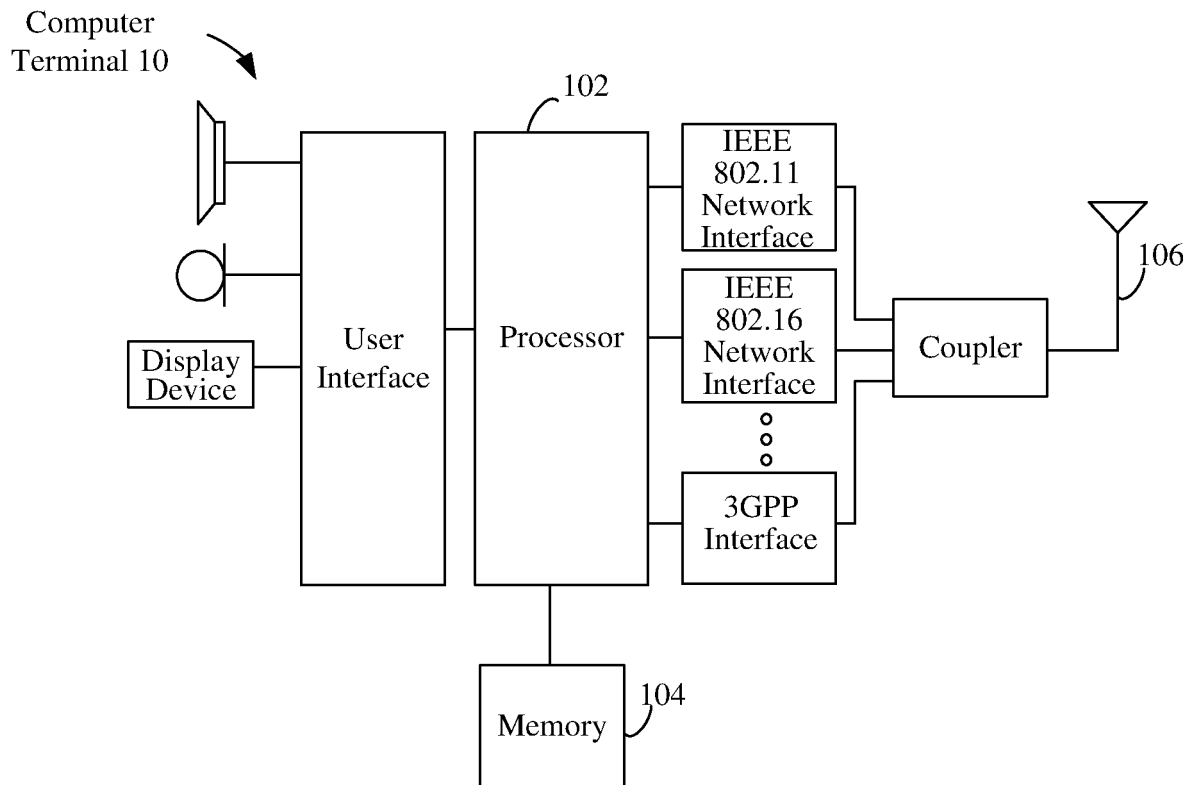 Computer
Terminal 10
102
IEEE
802.11
Network
Interface
106
IEEE
802.16
Network
Interface
User
Interface
Processor
Coupler
Display
Device
3GPP
Interface
104
Memory